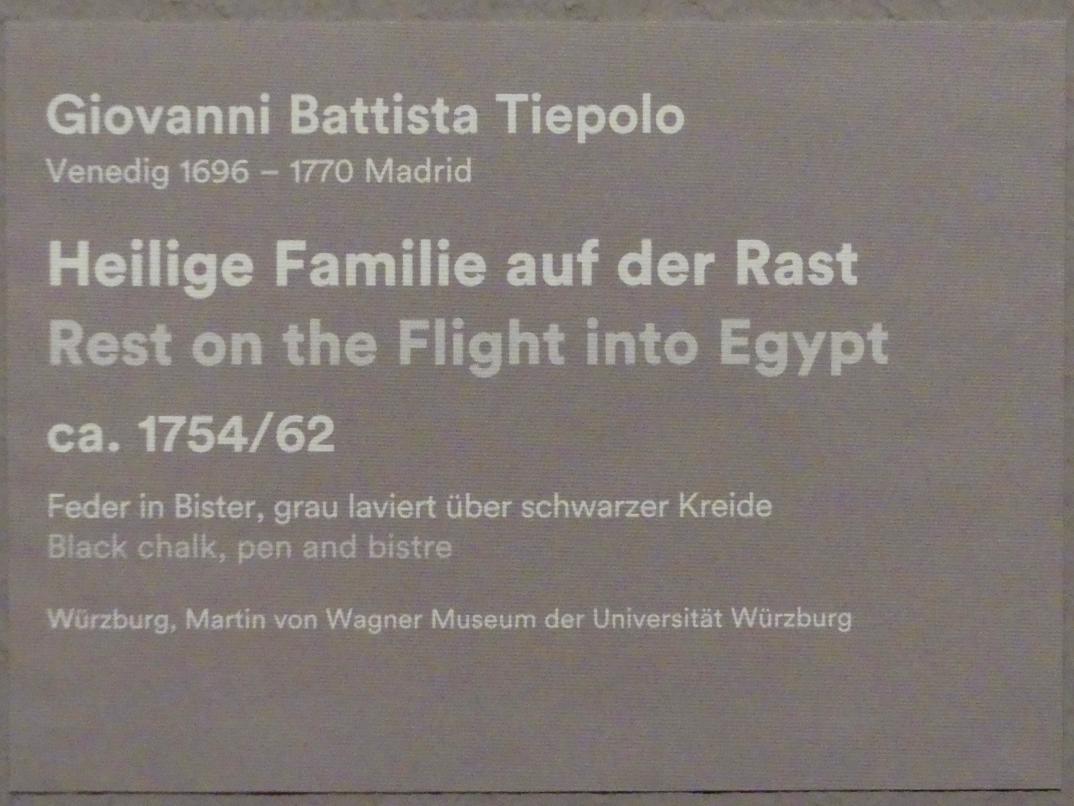 Giovanni Battista Tiepolo
Venedig 1696 – 1770 Madrid
Heilige Familie auf der Rast
Rest on the Flight into Egypt
ca. 1754/62
Feder in Bister, grau laviert über schwarzer Kreide
Black chalk, pen and bistre
Würzburg, Martin von Wagner Museum der Universität Würzburg